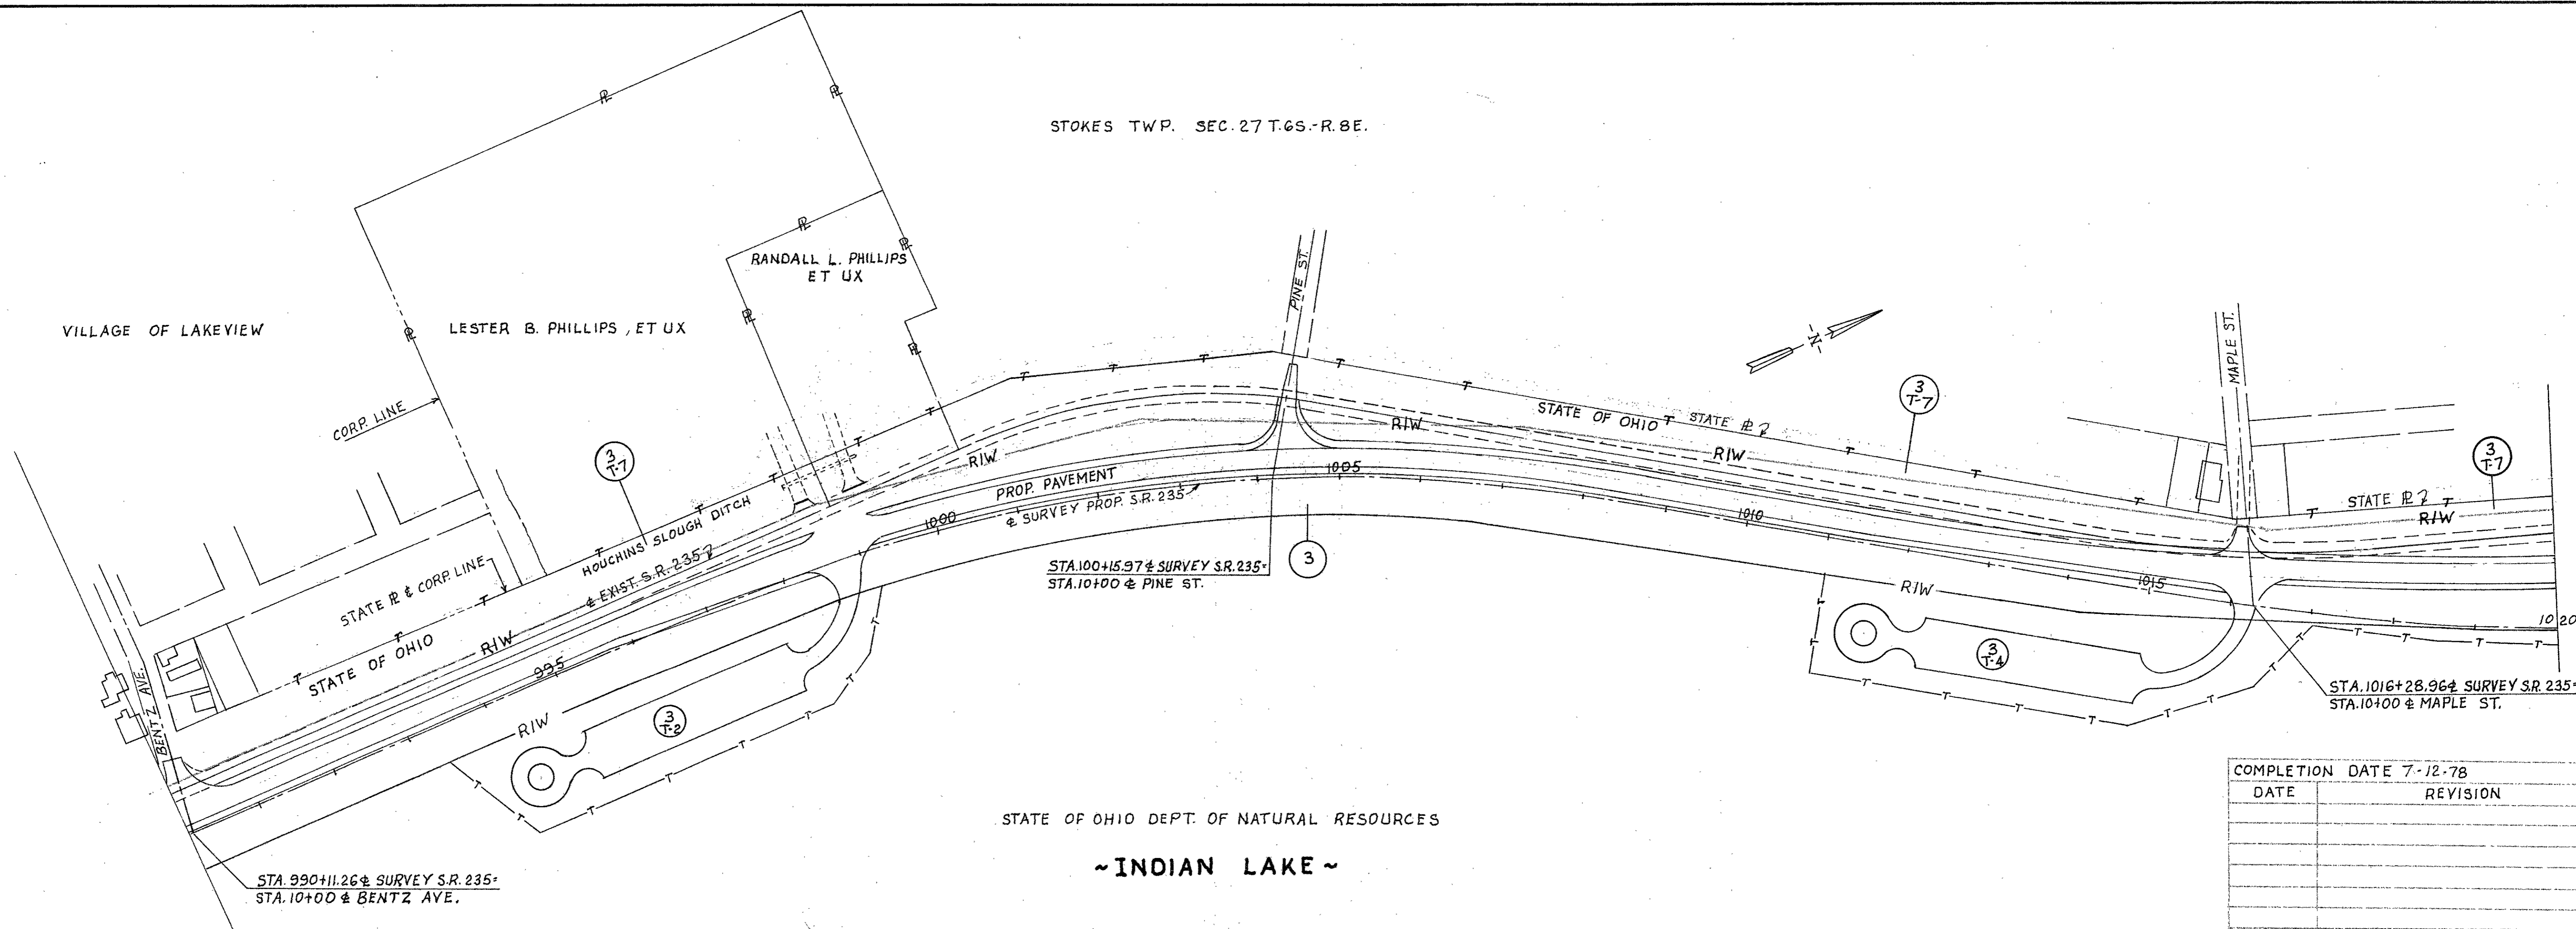 STOKES TWP. SEC. 27 T.6S.-R.8E.
VILLAGE OF LAKEVIEW
LESTER B. PHILLIPS, ET UX
RANDALL L. PHILLIPS
ET UX
CORP. LINE
PINE ST.
-N-
MAPLE ST.
3
T-7
HOUCHINS SLOUGH DITCH
STATE ⅊ & CORP. LINE
STATE OF OHIO
R/W
℄ EXIST. S.R. 235
995
BENTZ AVE.
R/W
3
T-2
STA. 990+11.26 ℄ SURVEY S.R. 235=
STA. 10+00 ℄ BENTZ AVE.
R/W
PROP. PAVEMENT
1000
℄ SURVEY PROP. S.R. 235
1005
STA.100+15.97 ℄ SURVEY S.R. 235=
STA.10+00 ℄ PINE ST.
3
R/W
STATE OF OHIO
STATE ⅊
3
T-7
R/W
1010
1015
R/W
3
T-4
STATE ⅊
R/W
3
T-7
1020
STA. 1016+28.96 ℄ SURVEY S.R. 235=
STA.10+00 ℄ MAPLE ST.
STATE OF OHIO DEPT. OF NATURAL RESOURCES
~INDIAN LAKE~
COMPLETION DATE 7-12-78
DATE REVISION